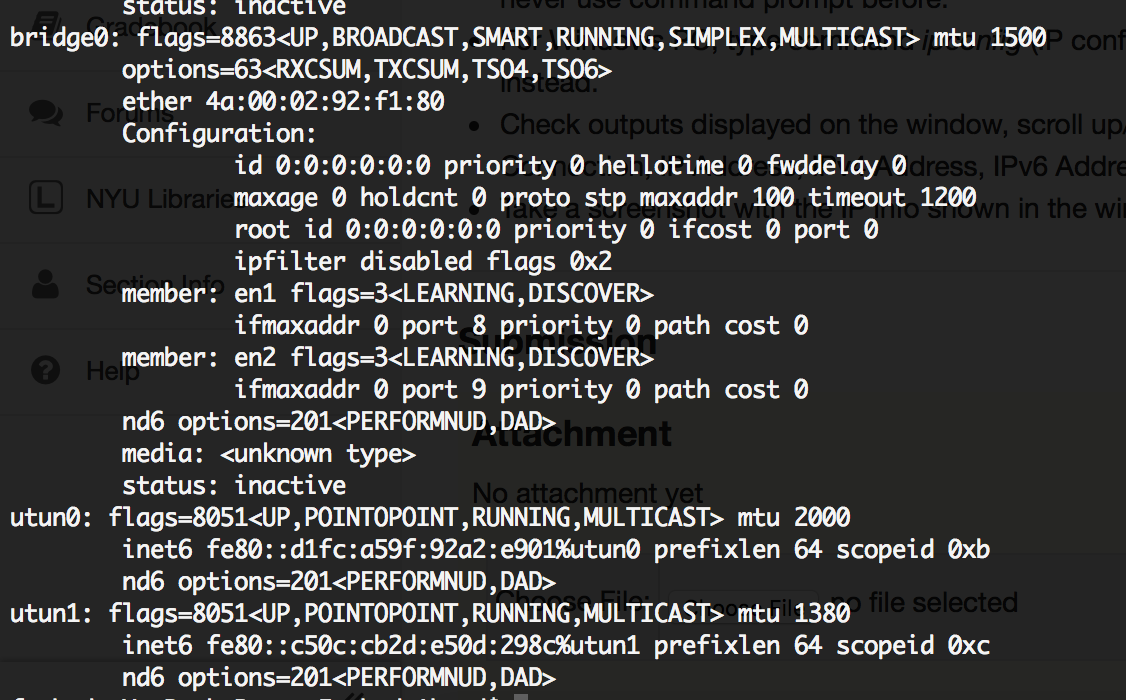 status: inactive
bridge0: flags=8863<UP,BROADCAST,SMART,RUNNING,SIMPLEX,MULTICAST> mtu 1500
options=63<RXCSUM,TXCSUM,TSO4,TSO6>
ether 4a:00:02:92:f1:80
Configuration:
id 0:0:0:0:0:0 priority 0 hellotime 0 fwddelay 0
maxage 0 holdcnt 0 proto stp maxaddr 100 timeout 1200
root id 0:0:0:0:0:0 priority 0 ifcost 0 port 0
ipfilter disabled flags 0x2
member: en1 flags=3<LEARNING,DISCOVER>
ifmaxaddr 0 port 8 priority 0 path cost 0
member: en2 flags=3<LEARNING,DISCOVER>
ifmaxaddr 0 port 9 priority 0 path cost 0
nd6 options=201<PERFORMNUD,DAD>
media: <unknown type>
status: inactive
utun0: flags=8051<UP,POINTOPOINT,RUNNING,MULTICAST> mtu 2000
inet6 fe80::d1fc:a59f:92a2:e901%utun0 prefixlen 64 scopeid 0xb
nd6 options=201<PERFORMNUD,DAD>
utun1: flags=8051<UP,POINTOPOINT,RUNNING,MULTICAST> mtu 1380
inet6 fe80::c50c:cb2d:e50d:298c%utun1 prefixlen 64 scopeid 0xc
nd6 options=201<PERFORMNUD,DAD>
Gradebook
Forums
NYU Librarie
Section Info
Help
never use command prompt before.
instead.
Check outputs displayed on the window, scroll up
Address, IPv6 Addre
Take a screenshot with the IP info shown in the wi
Submission
Attachment
No attachment yet
Choose File: Choose File no file selected